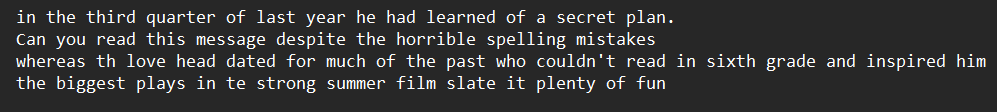 in the third quarter of last year he had learned of a secret plan.
Can you read this message despite the horrible spelling mistakes
whereas th love head dated for much of the past who couldn't read in sixth grade and inspired him
the biggest plays in te strong summer film slate it plenty of fun